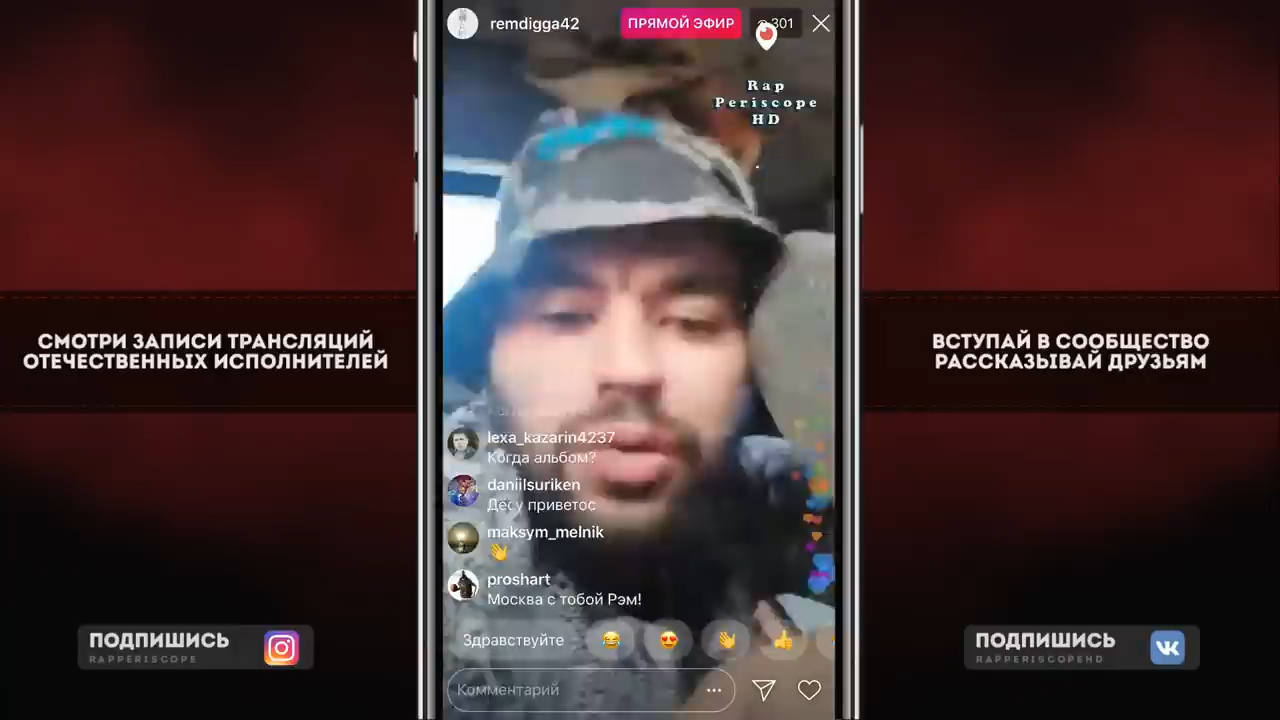 remdigga42
ПРЯМОЙ ЭФИР
301
Rap
Periscope
HD
СМОТРИ ЗАПИСИ ТРАНСЛЯЦИЙ
ОТЕЧЕСТВЕННЫХ ИСПОЛНИТЕЛЕЙ
ВСТУПАЙ В СООБЩЕСТВО
РАССКАЗЫВАЙ ДРУЗЬЯМ
lexa_kazarin4237
Когда альбом?
daniilsuriken
Десу приветос
maksym_melnik
👋
proshart
Москва с тобой Рэм!
Здравствуйте 😂 😍 👋 👍
Комментарий
ПОДПИШИСЬ
RAPPERISCOPE
ПОДПИШИСЬ
RAPPERISCOPEHD